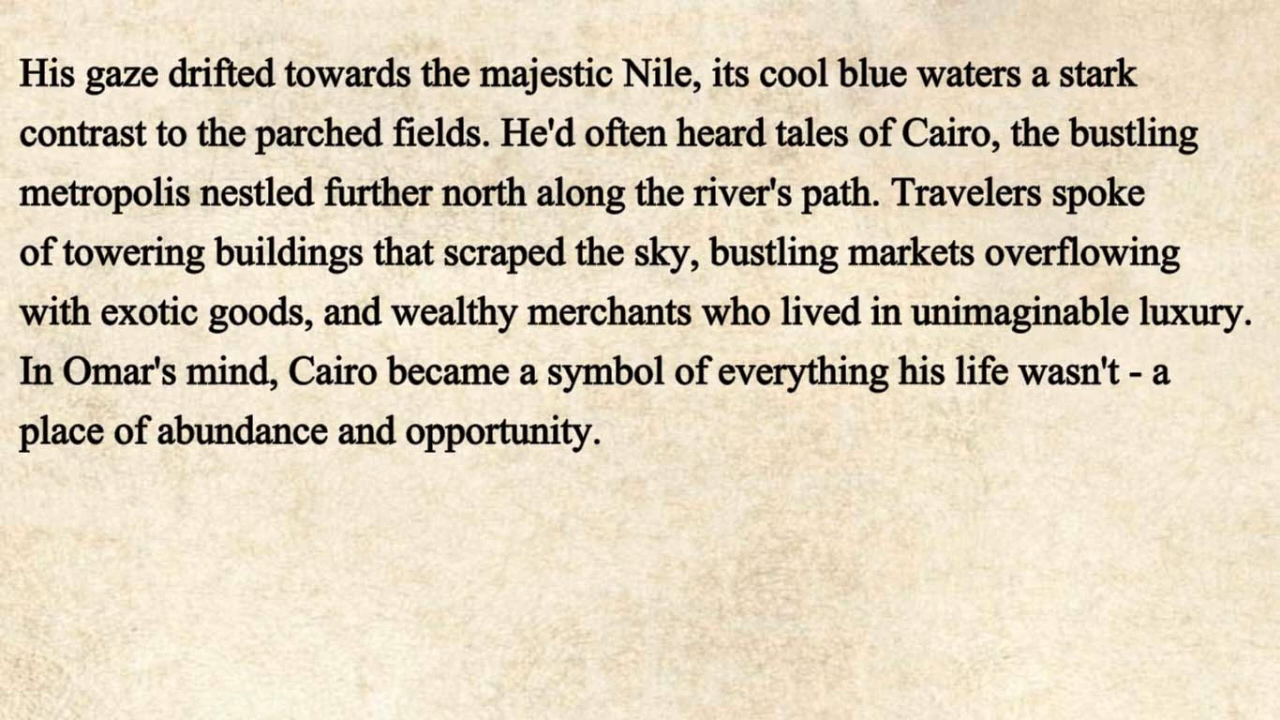 His gaze drifted towards the majestic Nile, its cool blue waters a stark
contrast to the parched fields. He'd often heard tales of Cairo, the bustling
metropolis nestled further north along the river's path. Travelers spoke
of towering buildings that scraped the sky, bustling markets overflowing
with exotic goods, and wealthy merchants who lived in unimaginable luxury.
In Omar's mind, Cairo became a symbol of everything his life wasn't - a
place of abundance and opportunity.